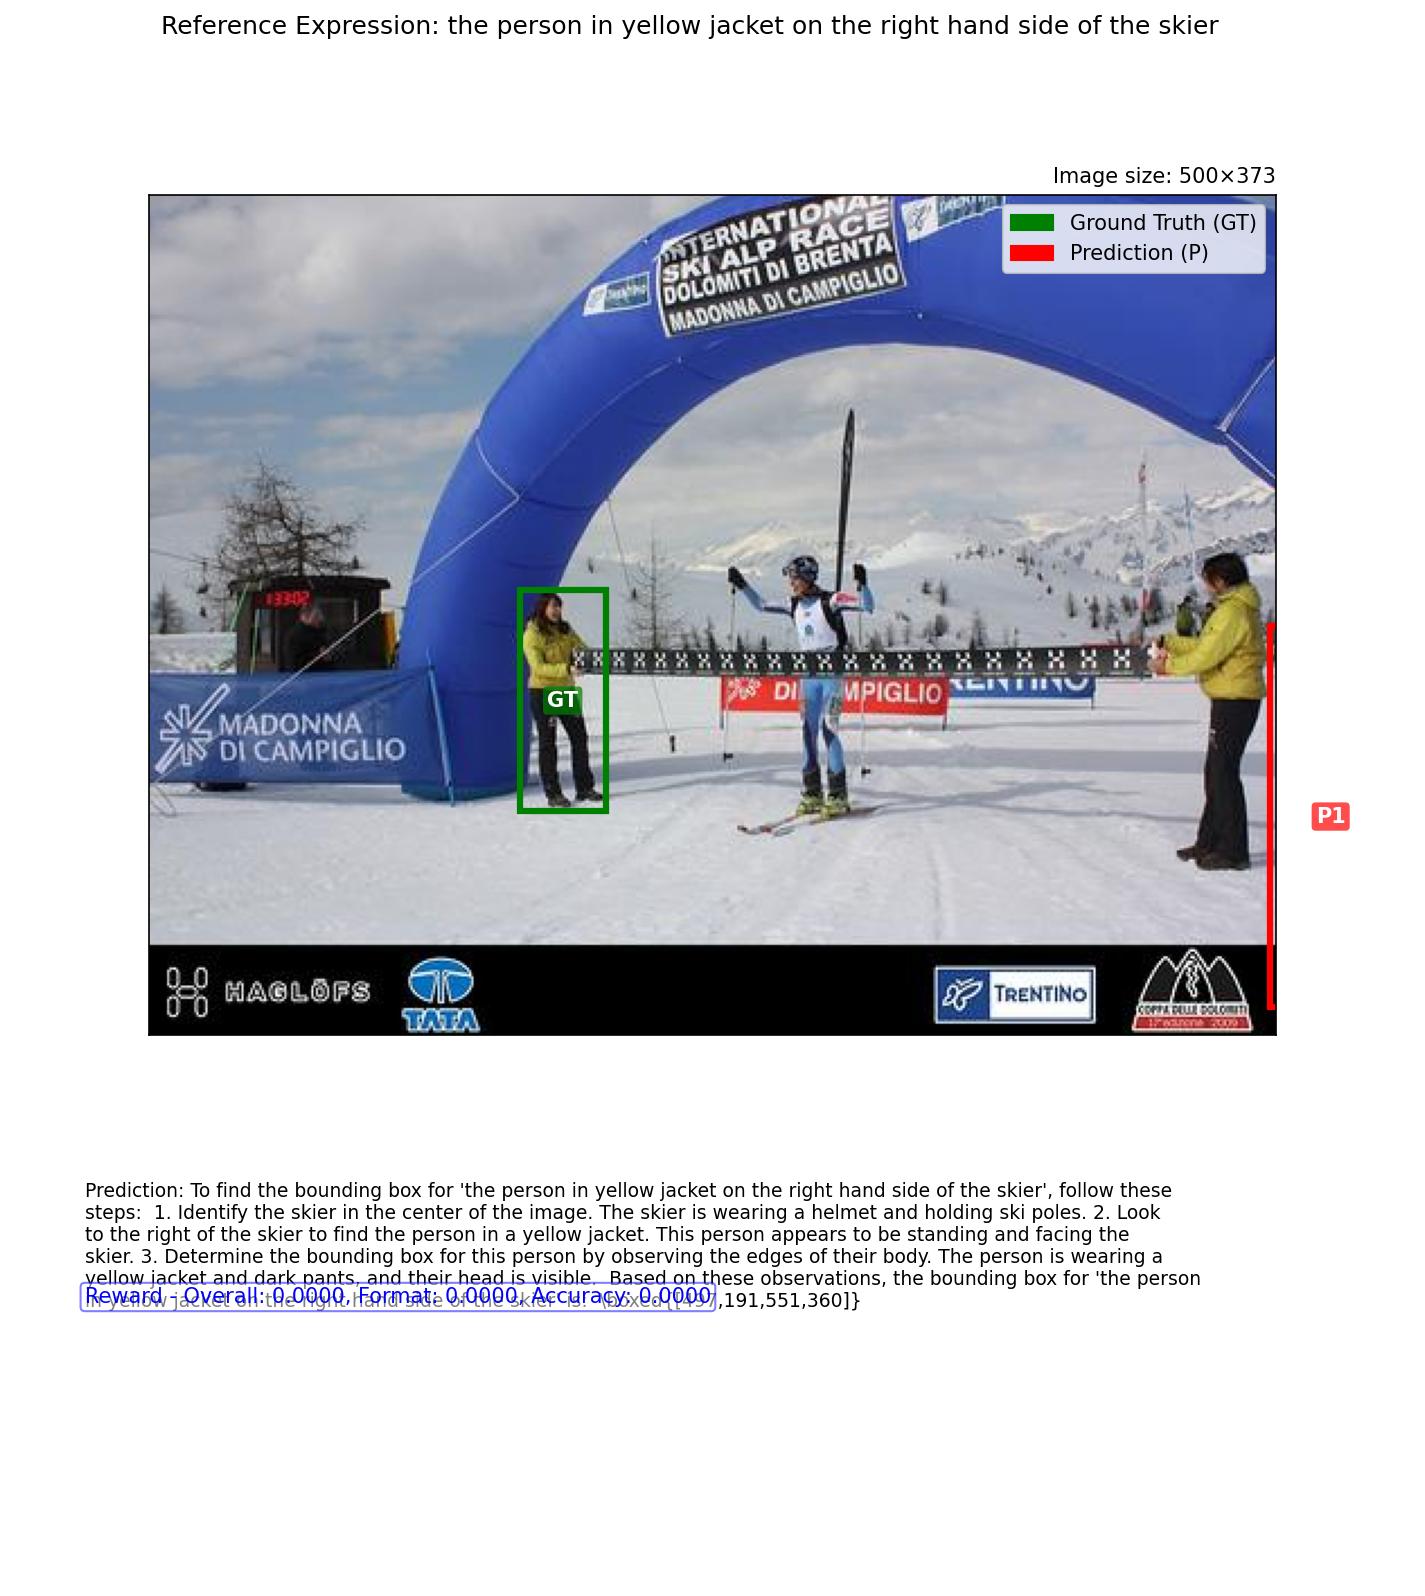 Reference Expression: the person in yellow jacket on the right hand side of the skier
Image size: 500×373
Ground Truth (GT)
Prediction (P)
INTERNATIONAL
SKI ALP RACE
DOLOMITI DI BRENTA
MADONNA DI CAMPIGLIO
TRENTINO
13302
GT
MADONNA
DI CAMPIGLIO
DI
MPIGLIO
RENTINO
P1
HAGLÖFS
TATA
TRENTINO
COPPA DELLE DOLOMITI
17ª edizione 2009
Prediction: To find the bounding box for 'the person in yellow jacket on the right hand side of the skier', follow these
steps:  1. Identify the skier in the center of the image. The skier is wearing a helmet and holding ski poles. 2. Look
to the right of the skier to find the person in a yellow jacket. This person appears to be standing and facing the
skier. 3. Determine the bounding box for this person by observing the edges of their body. The person is wearing a
yellow jacket and dark pants, and their head is visible.  Based on these observations, the bounding box for 'the person
in yellow jacket on the right hand side of the skier' is:  \boxed{[497,191,551,360]}
Reward - Overall: 0.0000, Format: 0.0000, Accuracy: 0.0000